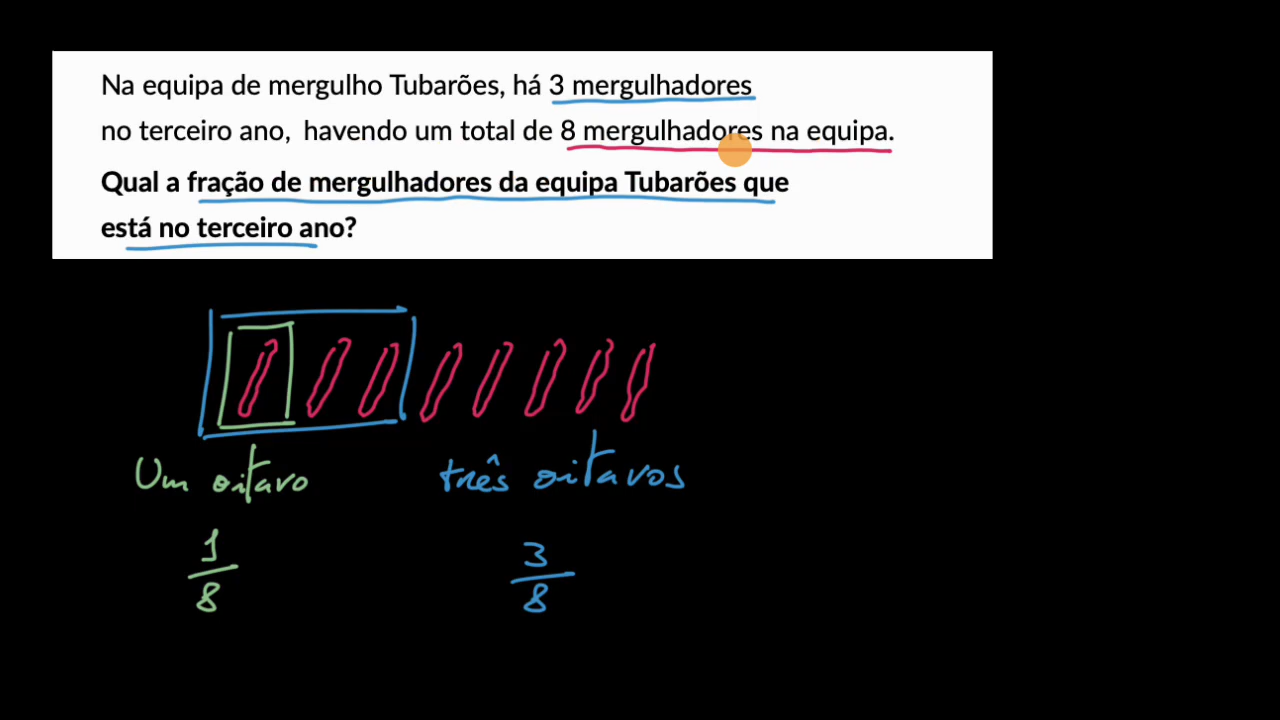 Na equipa de mergulho Tubarões, há 3 mergulhadores
no terceiro ano, havendo um total de 8 mergulhadores na equipa.
Qual a fração de mergulhadores da equipa Tubarões que
está no terceiro ano?
Um oitavo
três oitavos
1
8
3
8